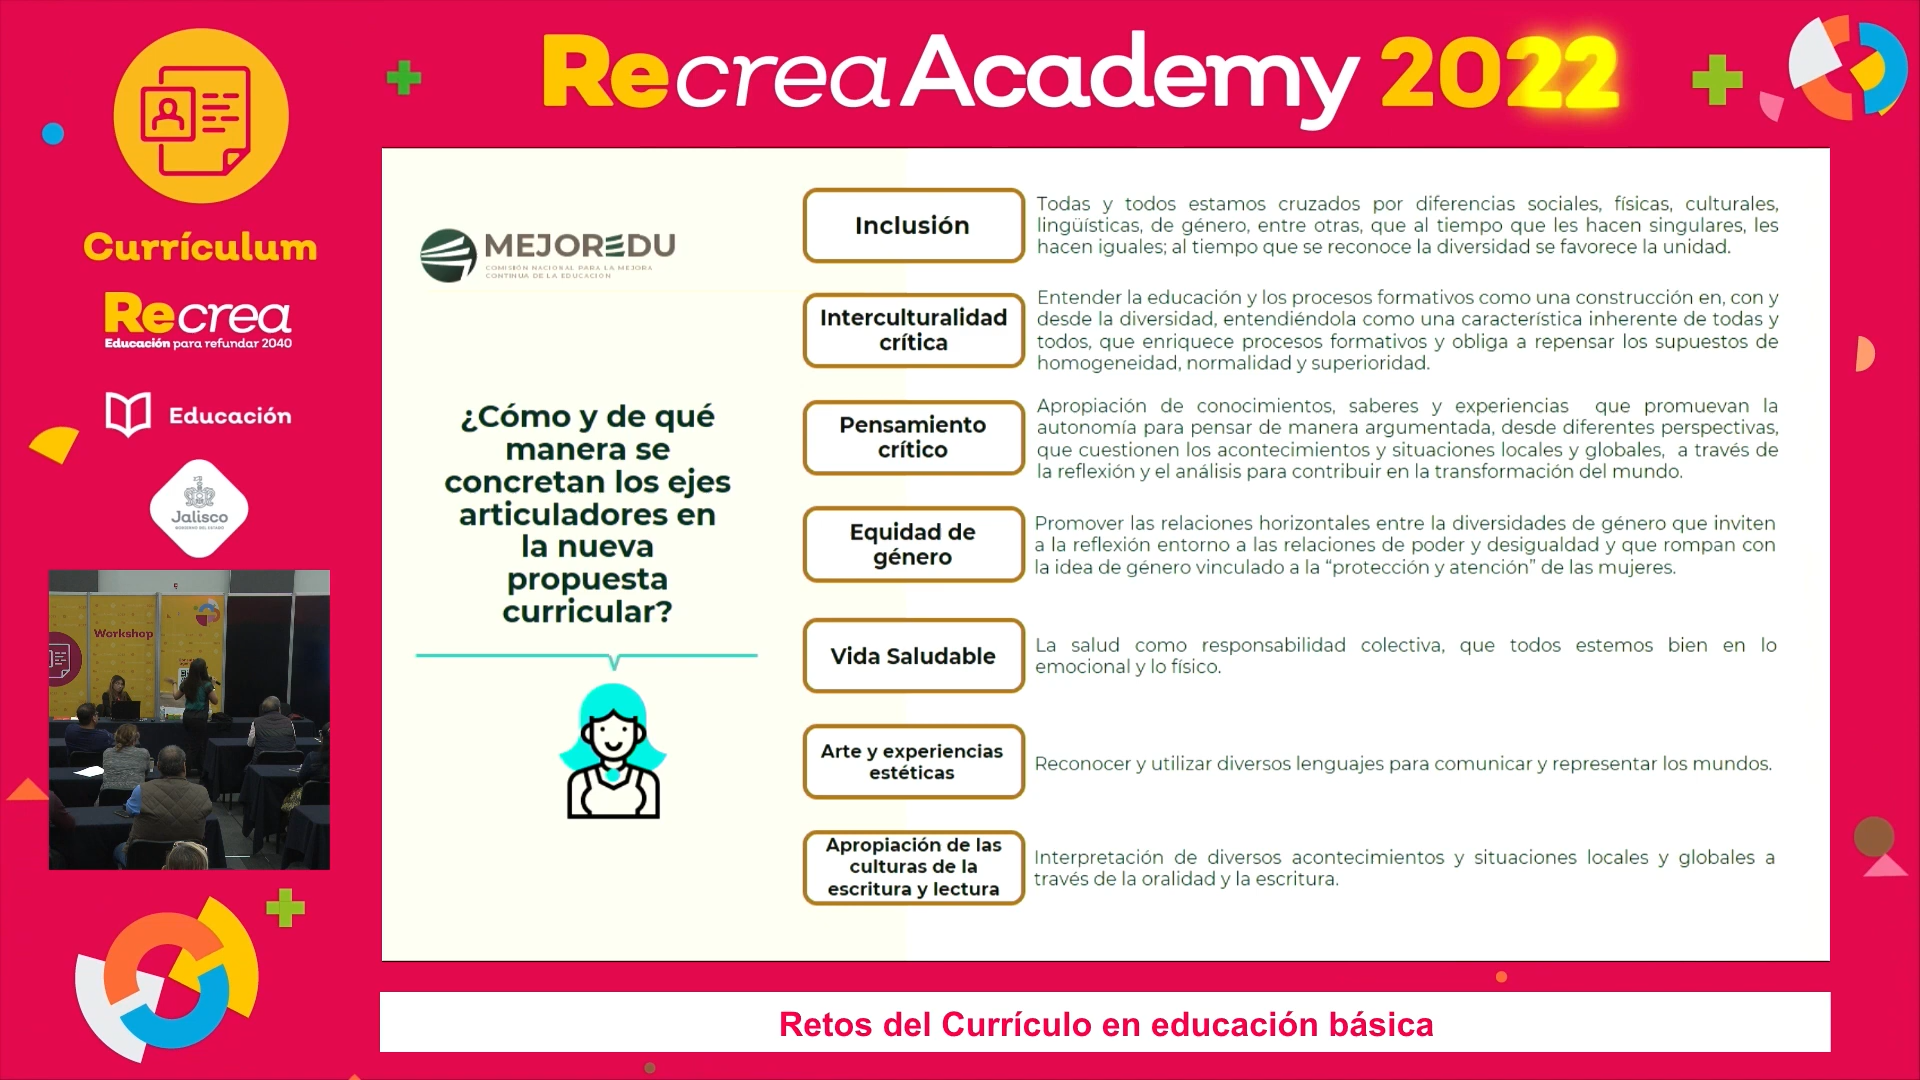 Recrea Academy 2022
Currículum
Recrea
Educación para refundar 2040
Educación
Jalisco
GOBIERNO DEL ESTADO
Workshop
MEJOREDU
COMISIÓN NACIONAL PARA LA MEJORA
CONTINUA DE LA EDUCACIÓN
¿Cómo y de qué
manera se
concretan los ejes
articuladores en
la nueva
propuesta
curricular?
Inclusión
Todas y todos estamos cruzados por diferencias sociales, físicas, culturales,
lingüísticas, de género, entre otras, que al tiempo que les hacen singulares, les
hacen iguales; al tiempo que se reconoce la diversidad se favorece la unidad.
Interculturalidad
crítica
Entender la educación y los procesos formativos como una construcción en, con y
desde la diversidad, entendiéndola como una característica inherente de todas y
todos, que enriquece procesos formativos y obliga a repensar los supuestos de
homogeneidad, normalidad y superioridad.
Pensamiento
crítico
Apropiación de conocimientos, saberes y experiencias que promuevan la
autonomía para pensar de manera argumentada, desde diferentes perspectivas,
que cuestionen los acontecimientos y situaciones locales y globales, a través de
la reflexión y el análisis para contribuir en la transformación del mundo.
Equidad de
género
Promover las relaciones horizontales entre la diversidades de género que inviten
a la reflexión entorno a las relaciones de poder y desigualdad y que rompan con
la idea de género vinculado a la “protección y atención” de las mujeres.
Vida Saludable
La salud como responsabilidad colectiva, que todos estemos bien en lo
emocional y lo físico.
Arte y experiencias
estéticas
Reconocer y utilizar diversos lenguajes para comunicar y representar los mundos.
Apropiación de las
culturas de la
escritura y lectura
Interpretación de diversos acontecimientos y situaciones locales y globales a
través de la oralidad y la escritura.
Retos del Currículo en educación básica